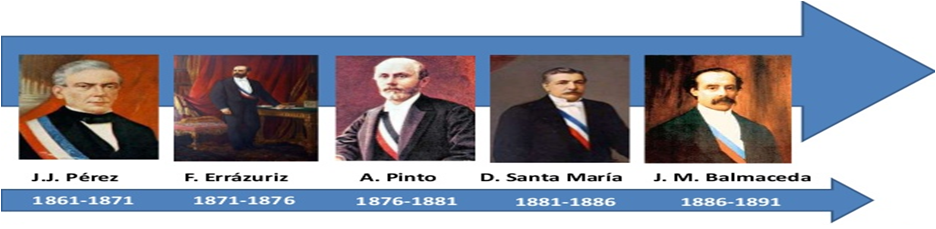 J.J. Pérez F. Errázuriz A. Pinto D. Santa María J. M. Balmaceda
1861-1871 1871-1876 1876-1881 1881-1886 1886-1891